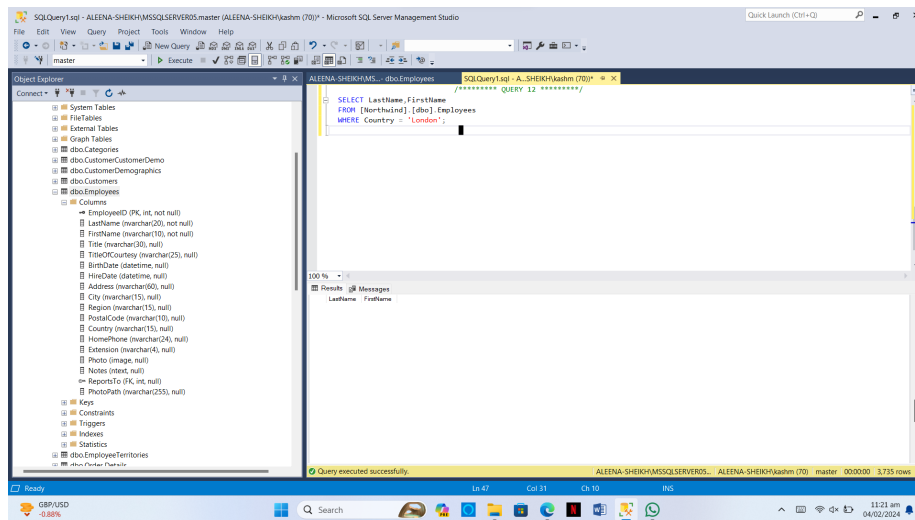 SQLQuery1.sql - ALEENA-SHEIKH\MSSQLSERVER05.master (ALEENA-SHEIKH\kashm (70))* - Microsoft SQL Server Management Studio
Quick Launch (Ctrl+Q)
File Edit View Query Project Tools Window Help
New Query
master
Execute
Object Explorer
ALEENA-SHEIKH\MS...- dbo.Employees
SQLQuery1.sql - A...SHEIKH\kashm (70))*
Connect
/********* QUERY 12 *********/
SELECT LastName,FirstName
FROM [Northwind].[dbo].Employees
WHERE Country = 'London';
System Tables
FileTables
External Tables
Graph Tables
dbo.Categories
dbo.CustomerCustomerDemo
dbo.CustomerDemographics
dbo.Customers
dbo.Employees
Columns
EmployeeID (PK, int, not null)
LastName (nvarchar(20), not null)
FirstName (nvarchar(10), not null)
Title (nvarchar(30), null)
TitleOfCourtesy (nvarchar(25), null)
BirthDate (datetime, null)
HireDate (datetime, null)
Address (nvarchar(60), null)
City (nvarchar(15), null)
Region (nvarchar(15), null)
PostalCode (nvarchar(10), null)
Country (nvarchar(15), null)
HomePhone (nvarchar(24), null)
Extension (nvarchar(4), null)
Photo (image, null)
Notes (ntext, null)
ReportsTo (FK, int, null)
PhotoPath (nvarchar(255), null)
Keys
Constraints
Triggers
Indexes
Statistics
dbo.EmployeeTerritories
dbo.Order Details
100 %
Results Messages
LastName FirstName
Query executed successfully.
ALEENA-SHEIKH\MSSQLSERVER05... ALEENA-SHEIKH\kashm (70) master 00:00:00 3,735 rows
Ready
Ln 47 Col 31 Ch 10 INS
GBP/USD
-0.88%
Search
11:21 am
04/02/2024